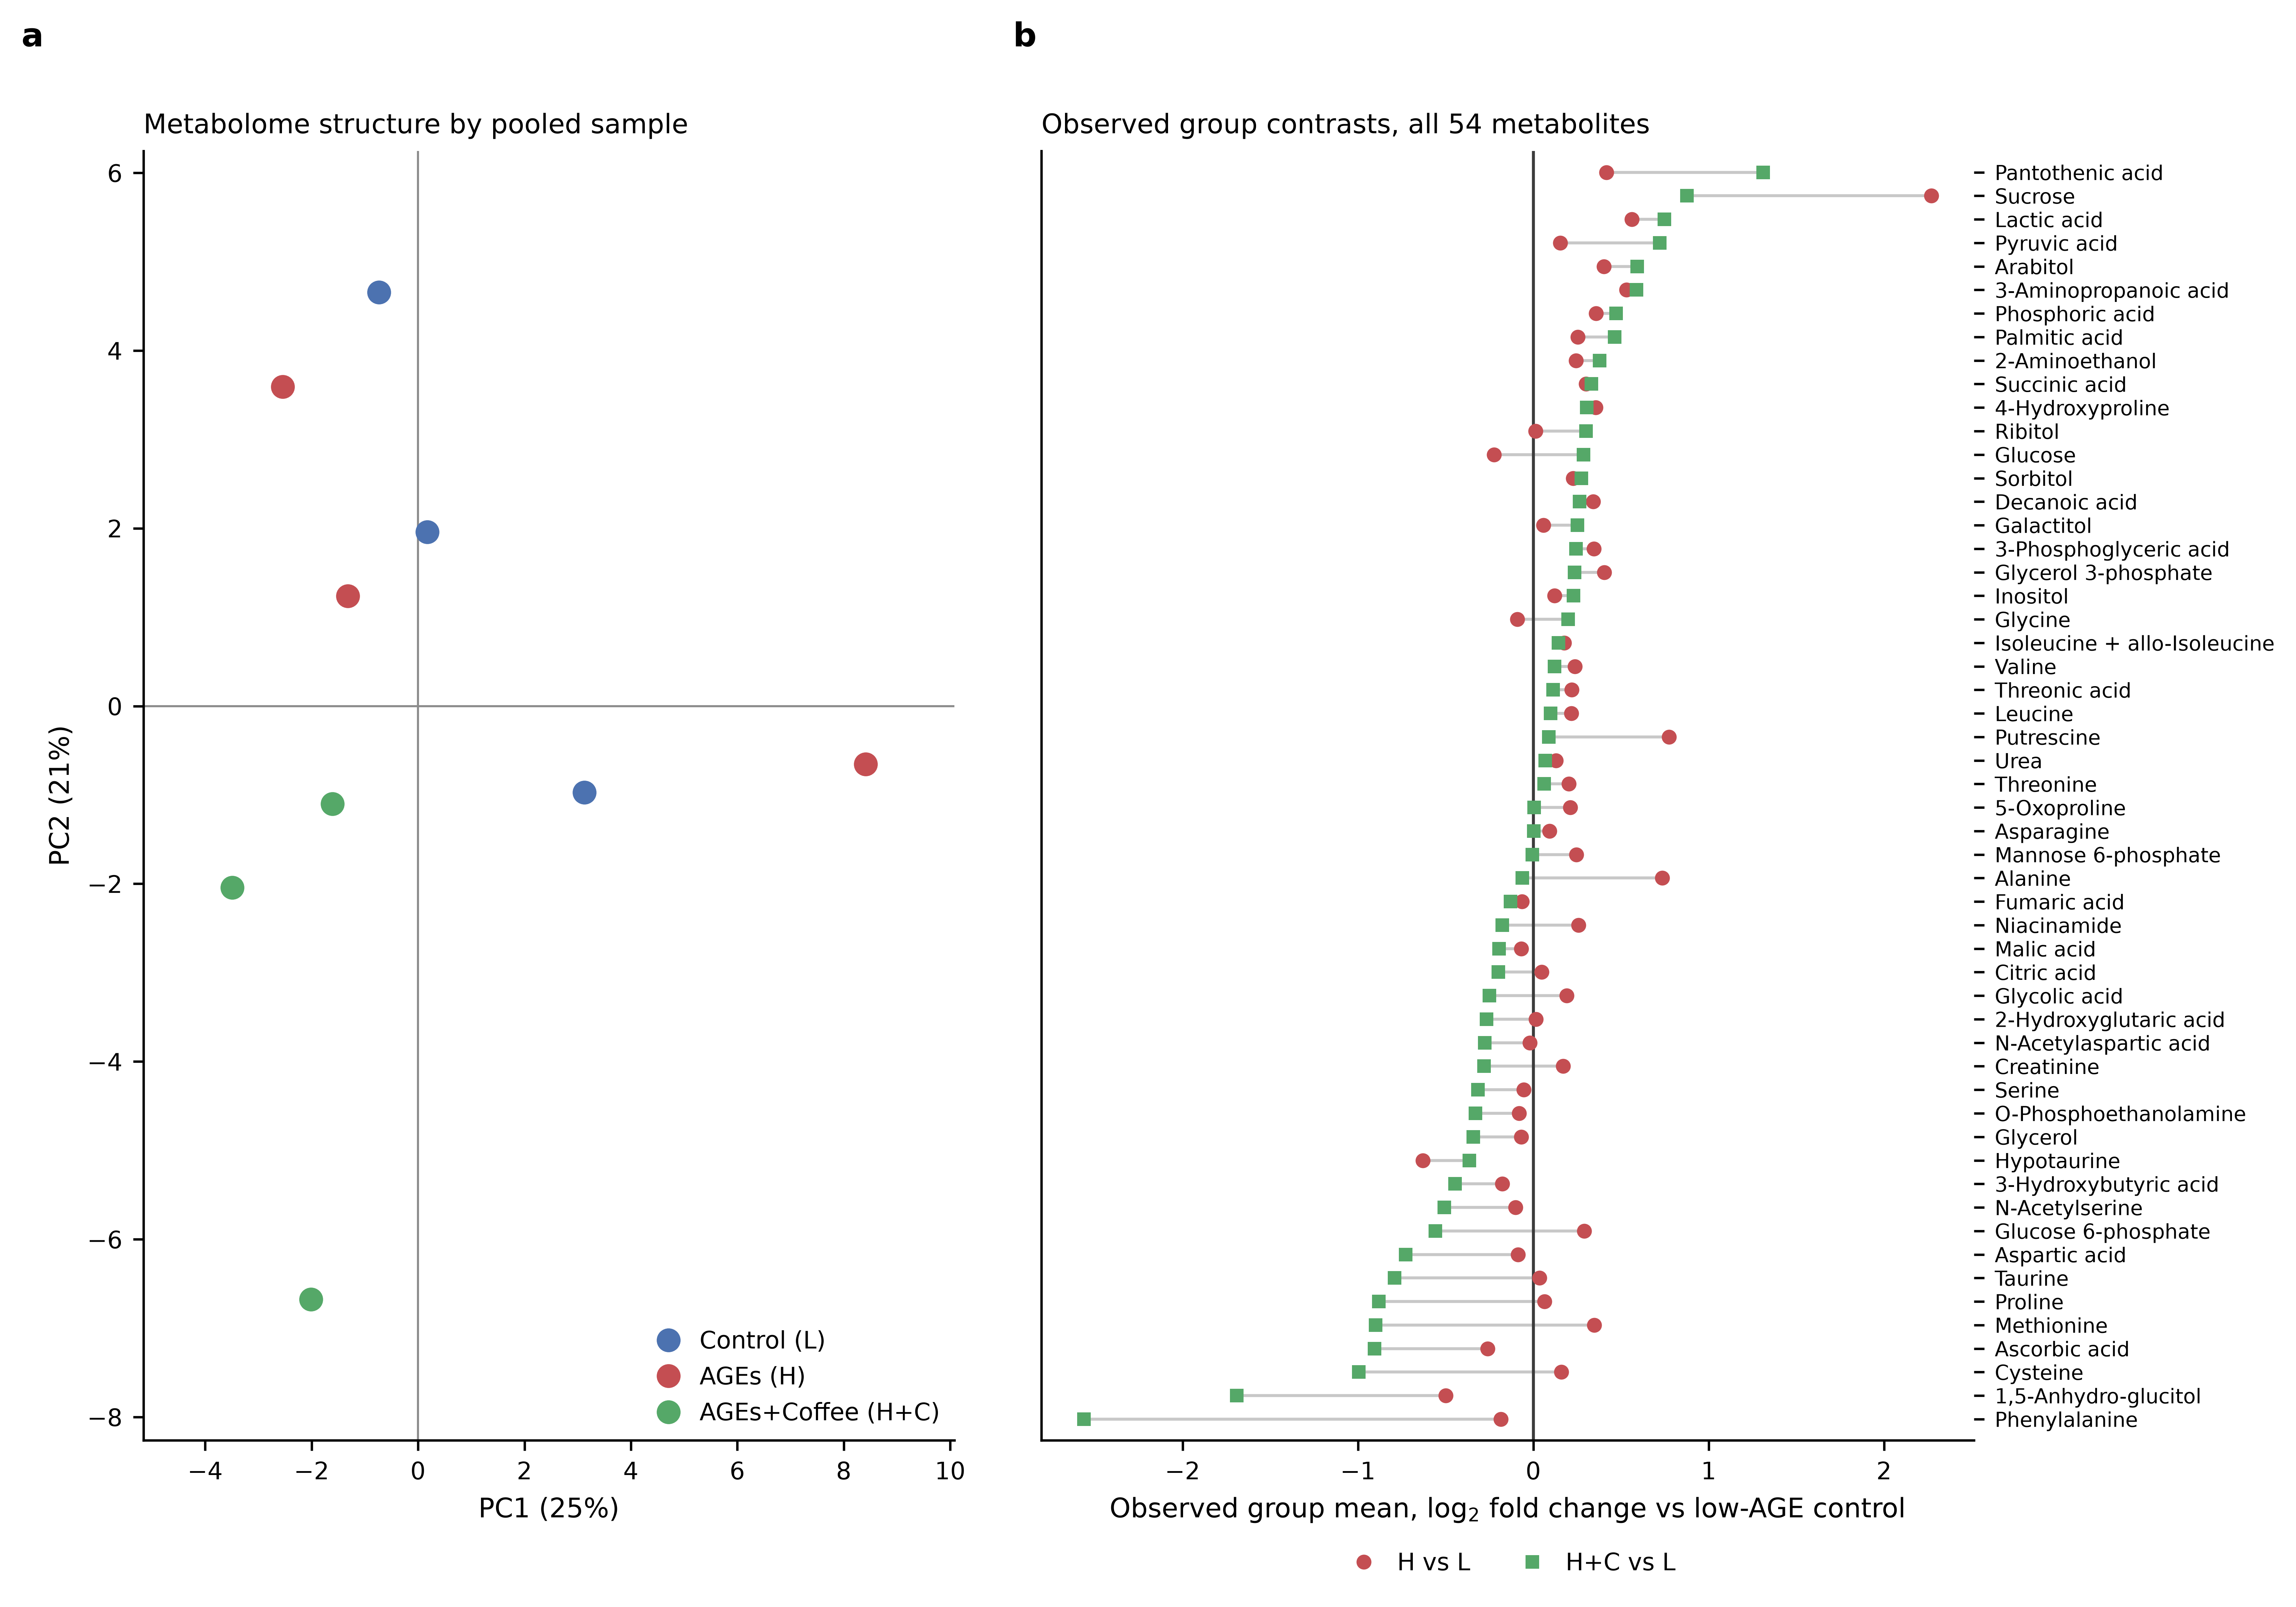 a
Metabolome structure by pooled sample
6
4
2
0
−2
−4
−6
−8
PC2 (21%)
−4 −2 0 2 4 6 8 10
PC1 (25%)
Control (L)
AGEs (H)
AGEs+Coffee (H+C)
b
Observed group contrasts, all 54 metabolites
Pantothenic acid
Sucrose
Lactic acid
Pyruvic acid
Arabitol
3-Aminopropanoic acid
Phosphoric acid
Palmitic acid
2-Aminoethanol
Succinic acid
4-Hydroxyproline
Ribitol
Glucose
Sorbitol
Decanoic acid
Galactitol
3-Phosphoglyceric acid
Glycerol 3-phosphate
Inositol
Glycine
Isoleucine + allo-Isoleucine
Valine
Threonic acid
Leucine
Putrescine
Urea
Threonine
5-Oxoproline
Asparagine
Mannose 6-phosphate
Alanine
Fumaric acid
Niacinamide
Malic acid
Citric acid
Glycolic acid
2-Hydroxyglutaric acid
N-Acetylaspartic acid
Creatinine
Serine
O-Phosphoethanolamine
Glycerol
Hypotaurine
3-Hydroxybutyric acid
N-Acetylserine
Glucose 6-phosphate
Aspartic acid
Taurine
Proline
Methionine
Ascorbic acid
Cysteine
1,5-Anhydro-glucitol
Phenylalanine
−2 −1 0 1 2
Observed group mean, log₂ fold change vs low-AGE control
H vs L H+C vs L